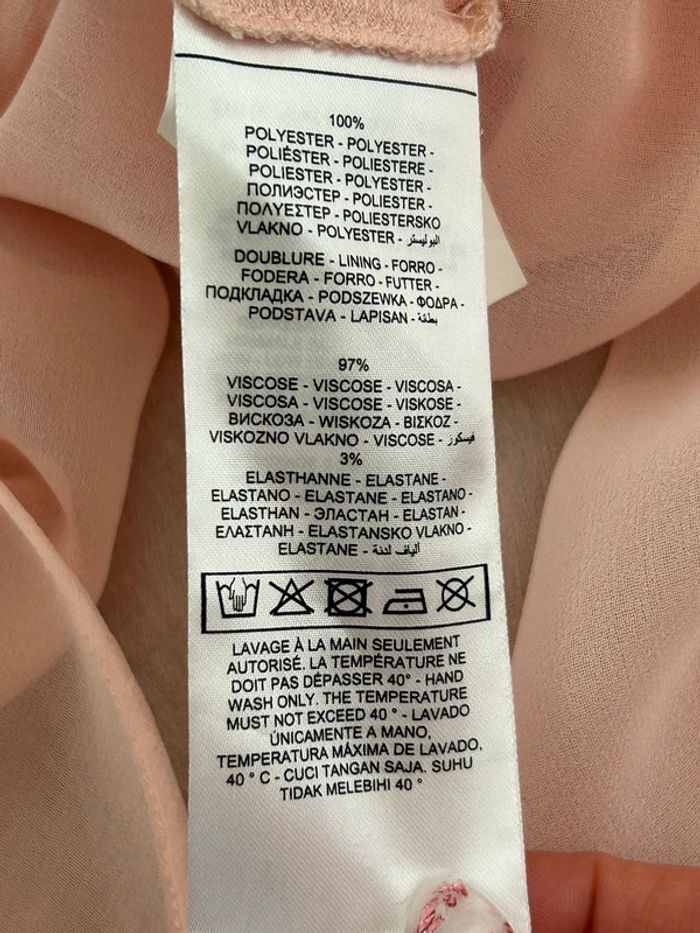 100%
POLYESTER - POLYESTER -
POLIÉSTER - POLIESTERE -
POLIESTER - POLYESTER -
ПОЛИЭСТЕР - POLIESTER -
ΠΟΛΥΕΣΤΕΡ - POLIESTERSKO
VLAKNO - POLYESTER - البوليستر
DOUBLURE - LINING - FORRO -
FODERA - FORRO - FUTTER -
ПОДКЛАДКА - PODSZEWKA - ΦΟΔΡΑ -
PODSTAVA - LAPISAN - بطانة
97%
VISCOSE - VISCOSE - VISCOSA -
VISCOSA - VISCOSE - VISKOSE -
ВИСКОЗА - WISKOZA - ΒΙΣΚΟΖ -
VISKOZNO VLAKNO - VISCOSE - فيسكوز
3%
ELASTHANNE - ELASTANE -
ELASTANO - ELASTANE - ELASTANO -
ELASTHAN - ЭЛАСТАН - ELASTAN -
ΕΛΑΣΤΑΝΗ - ELASTANSKO VLAKNO -
ELASTANE - ألياف لدنة
LAVAGE À LA MAIN SEULEMENT
AUTORISÉ. LA TEMPÉRATURE NE
DOIT PAS DÉPASSER 40° - HAND
WASH ONLY. THE TEMPERATURE
MUST NOT EXCEED 40 ° - LAVADO
ÚNICAMENTE A MANO,
TEMPERATURA MÁXIMA DE LAVADO,
40 ° C - CUCI TANGAN SAJA. SUHU
TIDAK MELEBIHI 40 °